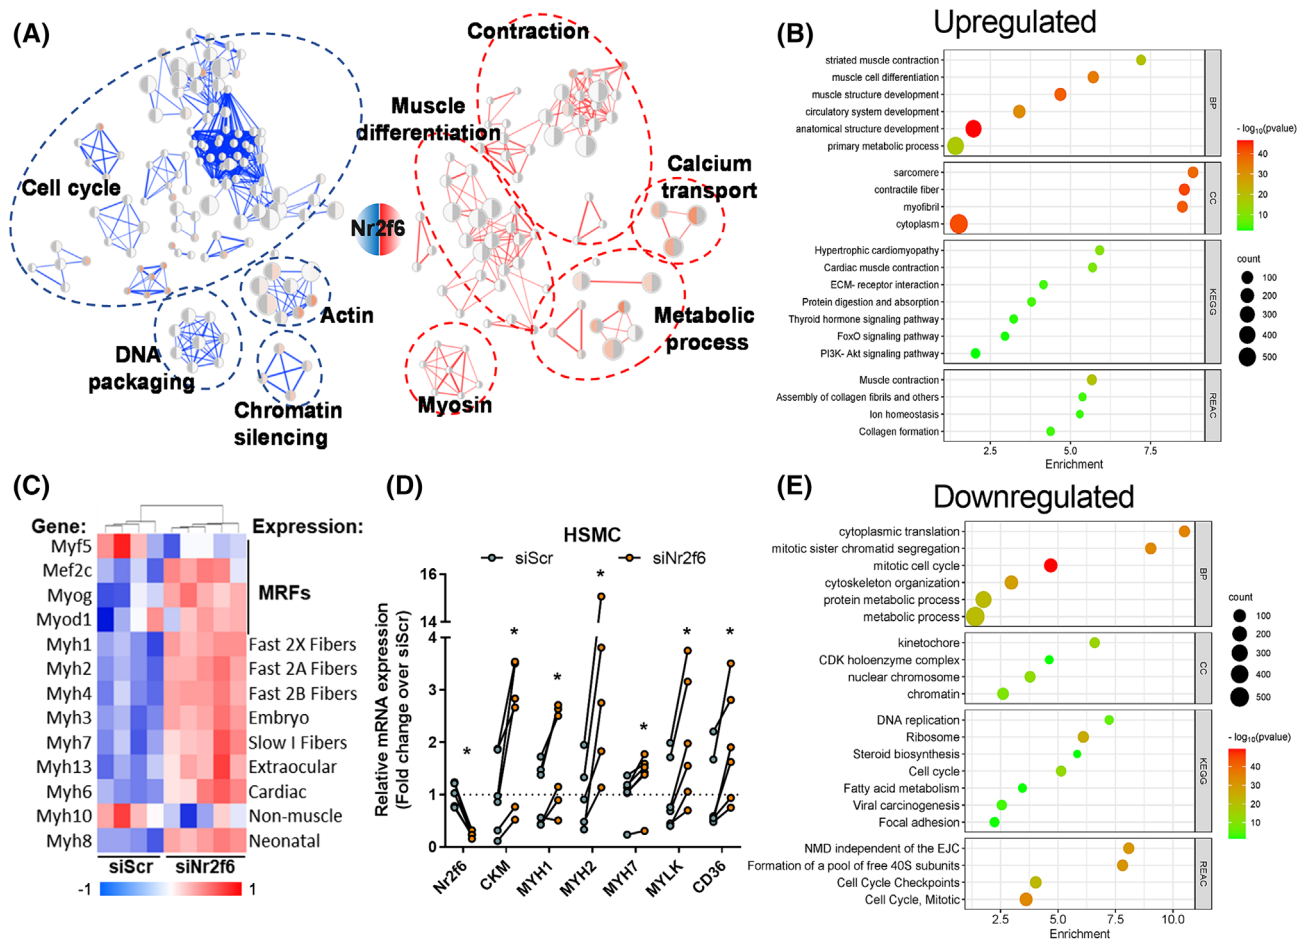 (A)
Contraction
Muscle
differentiation
Calcium
transport
Cell cycle
Nr2f6
Actin
Metabolic
process
DNA
packaging
Chromatin
silencing
Myosin
(B)
Upregulated
striated muscle contraction
muscle cell differentiation
muscle structure development
circulatory system development
anatomical structure development
primary metabolic process
BP
sarcomere
contractile fiber
myofibril
cytoplasm
CC
Hypertrophic cardiomyopathy
Cardiac muscle contraction
ECM- receptor interaction
Protein digestion and absorption
Thyroid hormone signaling pathway
FoxO signaling pathway
PI3K- Akt signaling pathway
KEGG
Muscle contraction
Assembly of collagen fibrils and others
Ion homeostasis
Collagen formation
REAC
2.5 5.0 7.5
Enrichment
- log10(pvalue)
40
30
20
10
count
100
200
300
400
500
(C)
Gene: Expression:
Myf5
Mef2c
Myog
Myod1
MRFs
Myh1 Fast 2X Fibers
Myh2 Fast 2A Fibers
Myh4 Fast 2B Fibers
Myh3 Embryo
Myh7 Slow I Fibers
Myh13 Extraocular
Myh6 Cardiac
Myh10 Non-muscle
Myh8 Neonatal
siScr siNr2f6
-1 1
(D)
HSMC
siScr siNr2f6
Relative mRNA expression
(Fold change over siScr)
16
14
4
3
2
1
0
* * * * * * *
Nr2f6 CKM MYH1 MYH2 MYH7 MYLK CD36
(E)
Downregulated
cytoplasmic translation
mitotic sister chromatid segregation
mitotic cell cycle
cytoskeleton organization
protein metabolic process
metabolic process
BP
kinetochore
CDK holoenzyme complex
nuclear chromosome
chromatin
CC
DNA replication
Ribosome
Steroid biosynthesis
Cell cycle
Fatty acid metabolism
Viral carcinogenesis
Focal adhesion
KEGG
NMD independent of the EJC
Formation of a pool of free 40S subunits
Cell Cycle Checkpoints
Cell Cycle, Mitotic
REAC
2.5 5.0 7.5 10.0
Enrichment
count
100
200
300
400
500
- log10(pvalue)
40
30
20
10